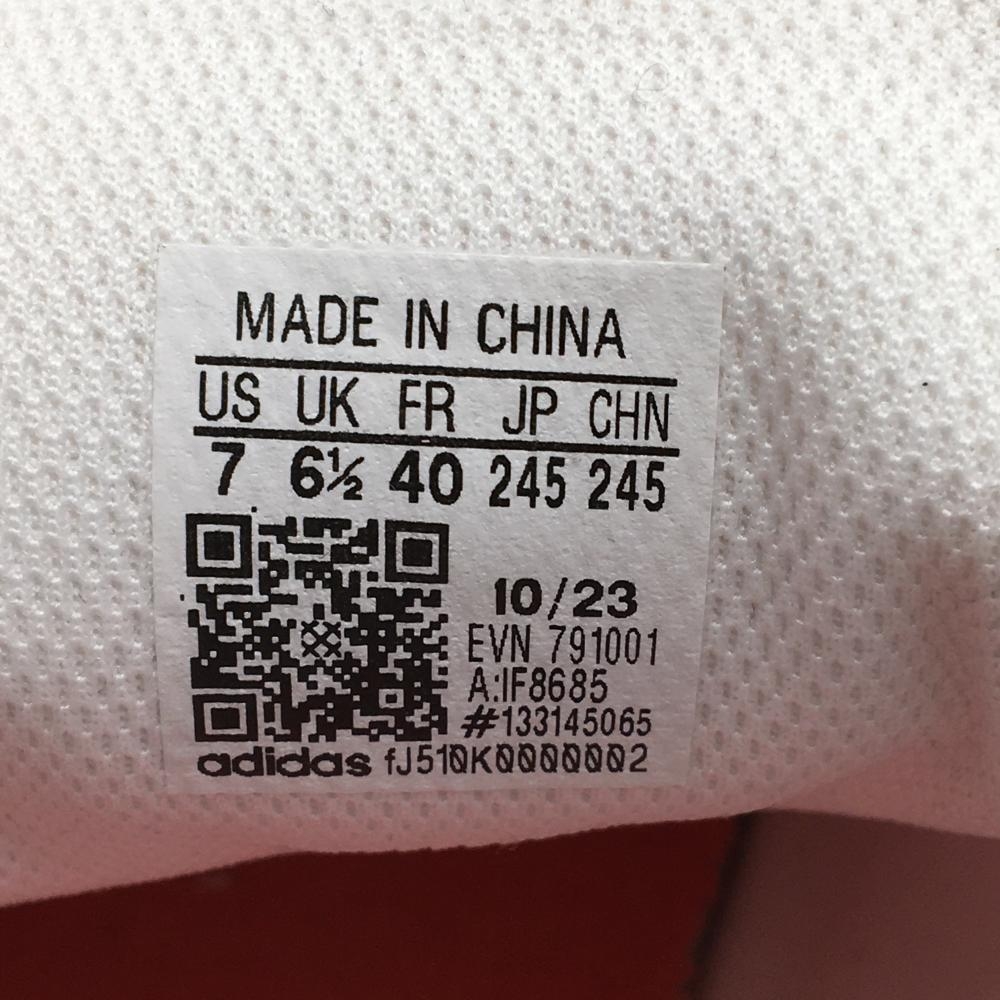 MADE IN CHINA
US UK FR JP CHN
7 6½ 40 245 245
10/23
EVN 791001
A:IF8685
#133145065
adidas fJ510K0000002